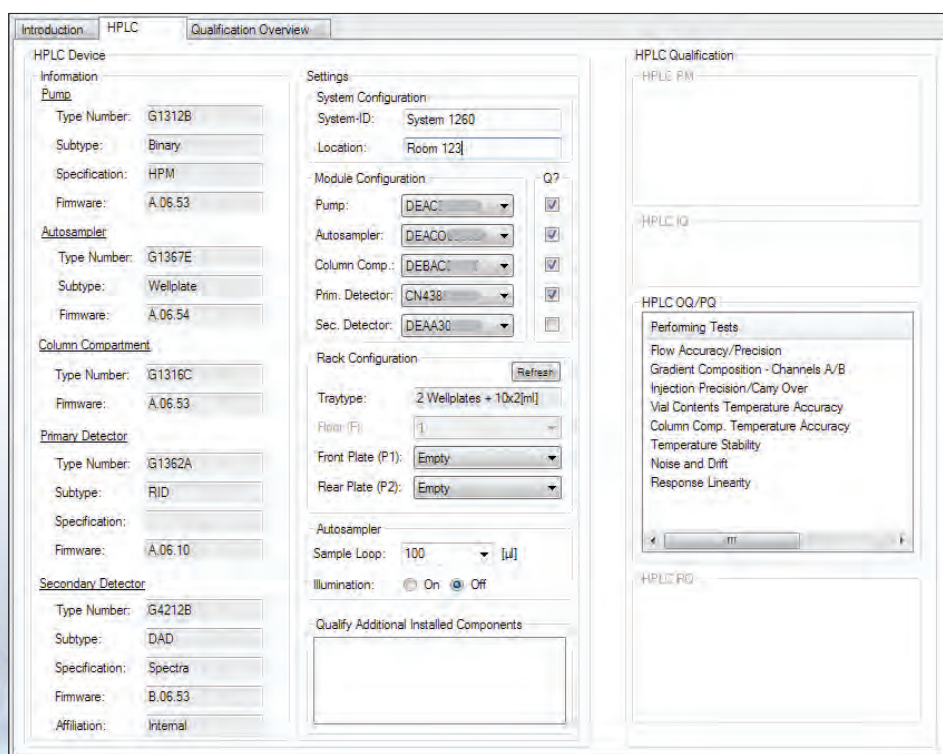 Introduction HPLC Qualification Overview
HPLC Device
Information
Pump
Type Number: G1312B
Subtype: Binary
Specification: HPM
Firmware: A.06.53
Autosampler
Type Number: G1367E
Subtype: Wellplate
Firmware: A.06.54
Column Compartment
Type Number: G1316C
Firmware: A.06.53
Primary Detector
Type Number: G1362A
Subtype: RID
Specification:
Firmware: A.06.10
Secondary Detector
Type Number: G4212B
Subtype: DAD
Specification: Spectra
Firmware: B.06.53
Affiliation: Internal
Settings
System Configuration
System-ID: System 1260
Location: Room 123
Module Configuration Q?
Pump: DEAC
Autosampler: DEACO
Column Comp.: DEBAC
Prim. Detector: CN438
Sec. Detector: DEAA30
Rack Configuration
Refresh
Traytype: 2 Wellplates + 10x2[ml]
Floor (F): 1
Front Plate (P1): Empty
Rear Plate (P2): Empty
Autosampler
Sample Loop: 100 [µl]
Illumination: On Off
Qualify Additional Installed Components
HPLC Qualification
HPLC PM
HPLC IQ
HPLC OQ/PQ
Performing Tests
Flow Accuracy/Precision
Gradient Composition - Channels A/B
Injection Precision/Carry Over
Vial Contents Temperature Accuracy
Column Comp. Temperature Accuracy
Temperature Stability
Noise and Drift
Response Linearity
HPLC RQ